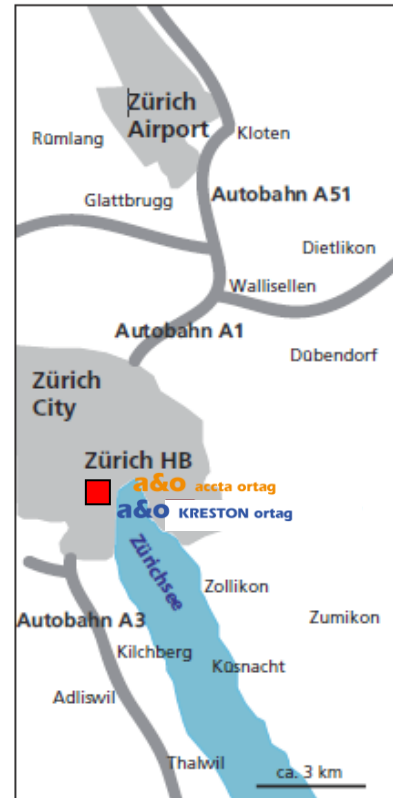 Zürich
Airport
Rümlang
Kloten
Autobahn A51
Glattbrugg
Dietlikon
Wallisellen
Autobahn A1
Dübendorf
Zürich
City
Zürich HB
a&o accta ortag
a&o KRESTON ortag
Zürichsee
Zollikon
Zumikon
Autobahn A3
Kilchberg
Küsnacht
Adliswil
Thalwil
ca. 3 km